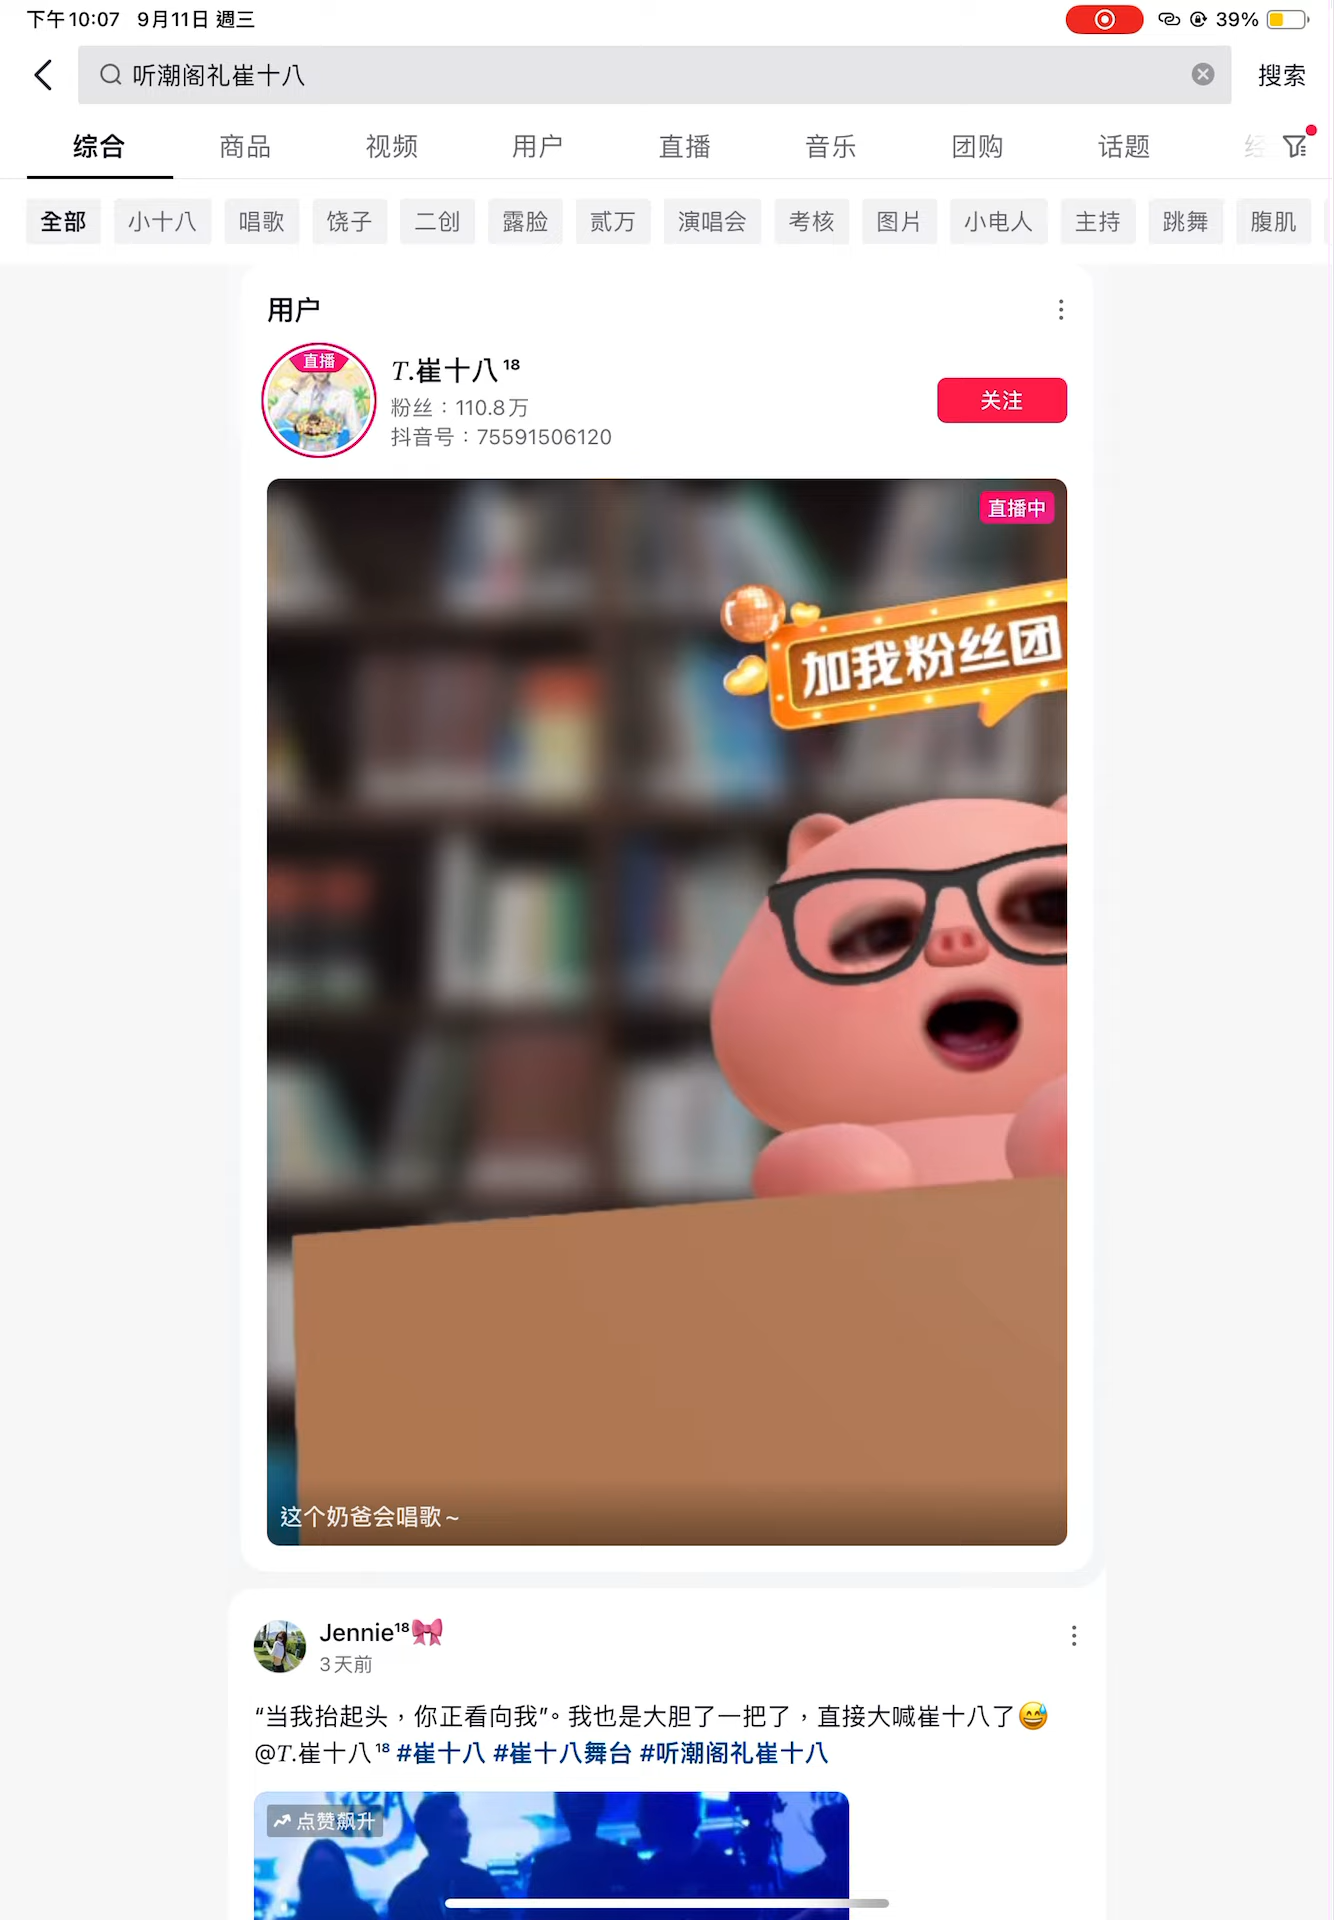 下午10:07 9月11日 週三
39%
听潮阁礼崔十八
搜索
综合 商品 视频 用户 直播 音乐 团购 话题
全部 小十八 唱歌 饶子 二创 露脸 贰万 演唱会 考核 图片 小电人 主持 跳舞 腹肌
用户
直播
T.崔十八¹⁸
粉丝：110.8万
抖音号：75591506120
关注
直播中
加我粉丝团
这个奶爸会唱歌~
Jennie¹⁸🎀
3天前
“当我抬起头，你正看向我”。我也是大胆了一把了，直接大喊崔十八了😅
@T.崔十八¹⁸ #崔十八 #崔十八舞台 #听潮阁礼崔十八
点赞飙升